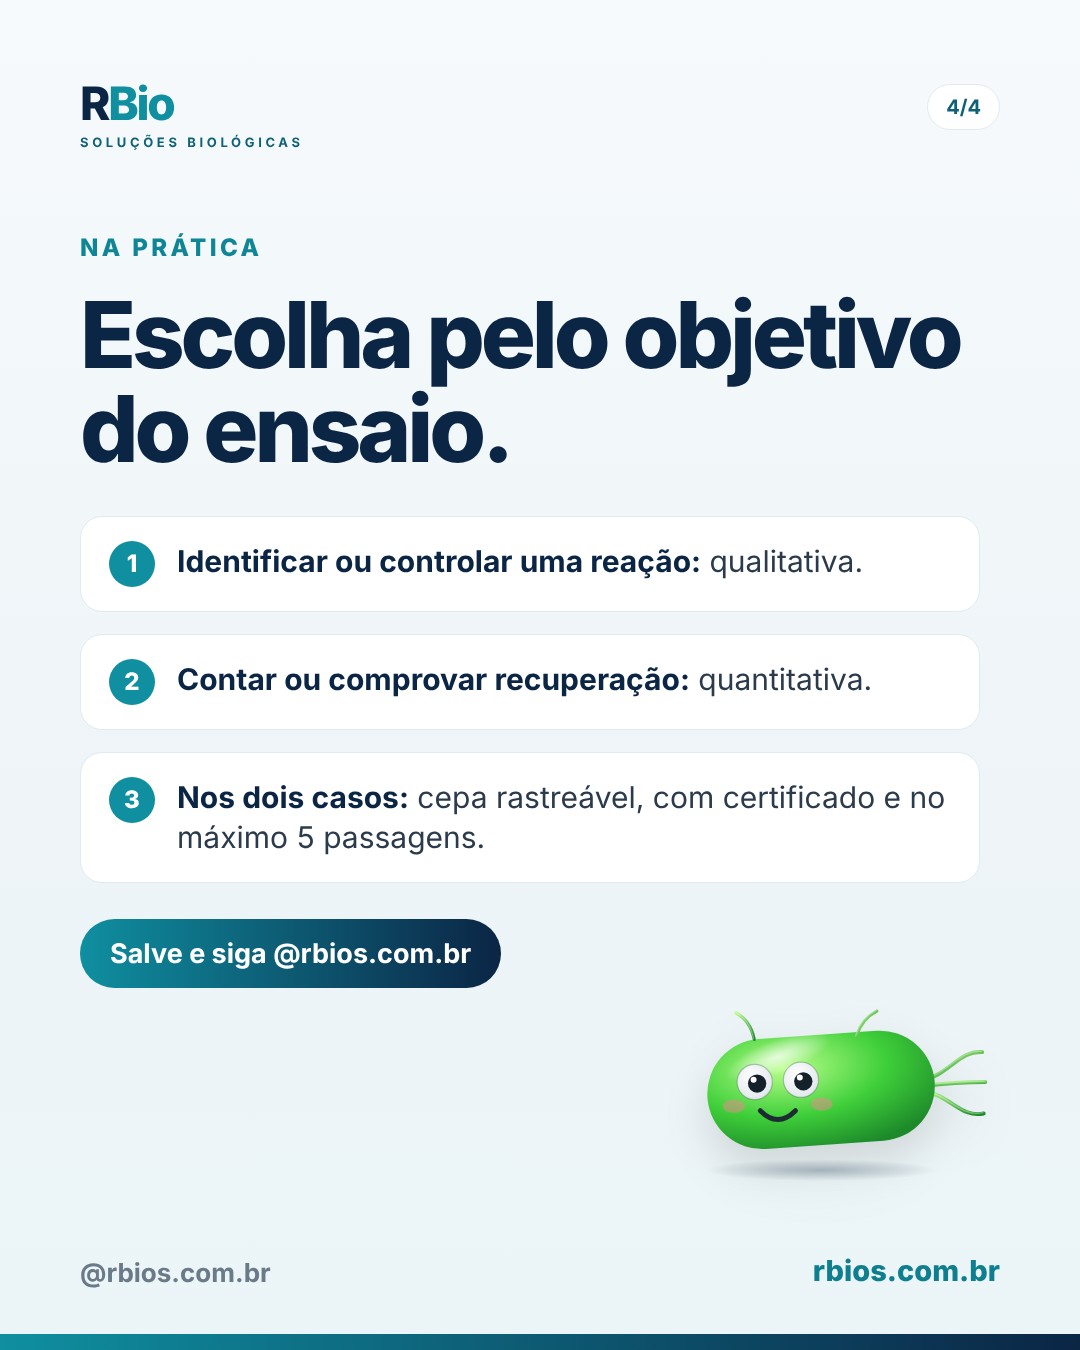 RBio
SOLUÇÕES BIOLÓGICAS
4/4
NA PRÁTICA
Escolha pelo objetivo
do ensaio.
1 Identificar ou controlar uma reação: qualitativa.
2 Contar ou comprovar recuperação: quantitativa.
3 Nos dois casos: cepa rastreável, com certificado e no
máximo 5 passagens.
Salve e siga @rbios.com.br
@rbios.com.br
rbios.com.br